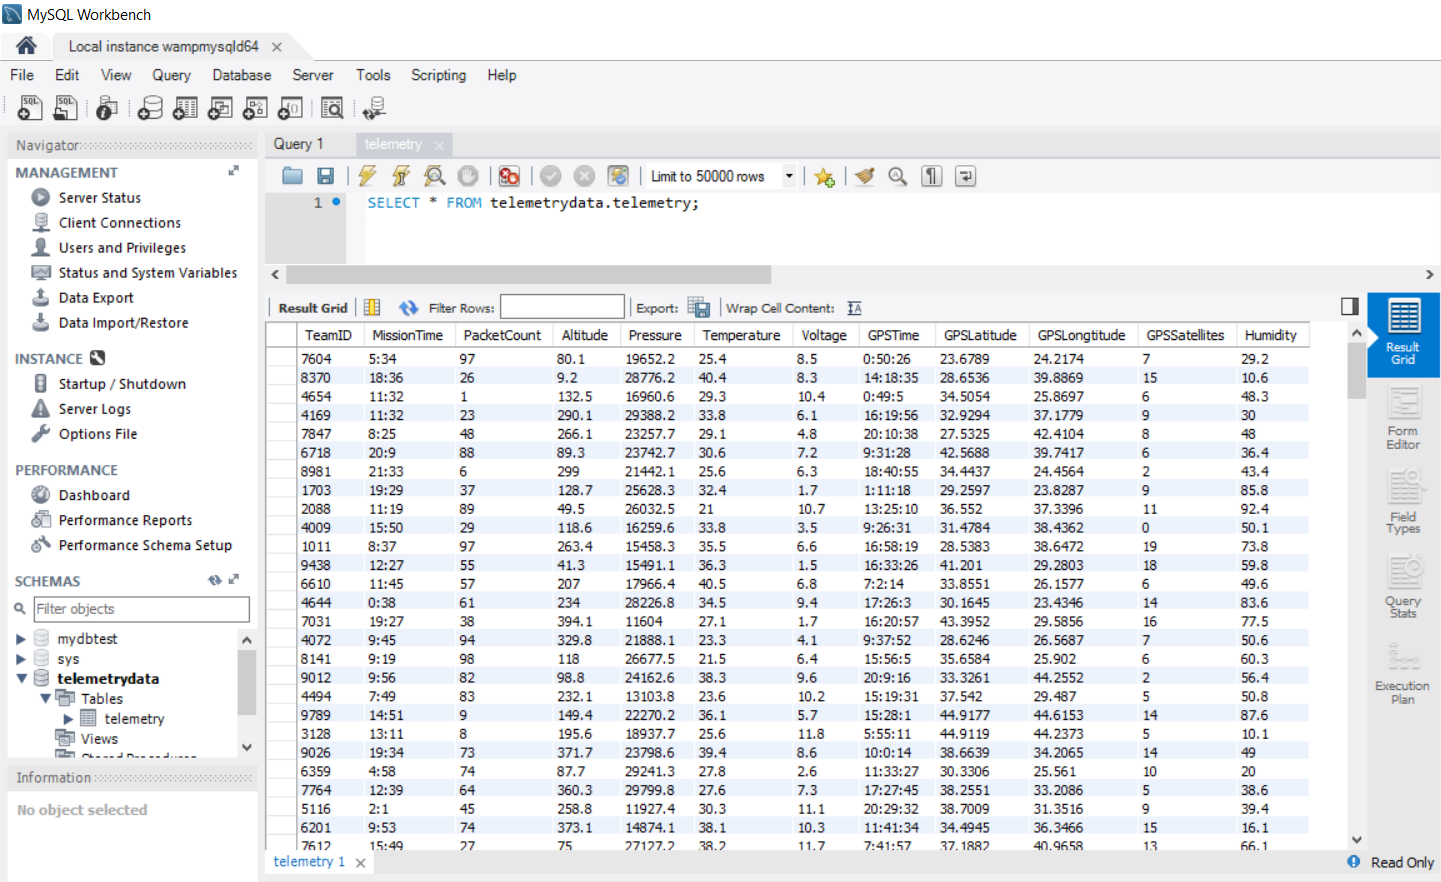 MySQL Workbench
Local instance wampmysqld64
File Edit View Query Database Server Tools Scripting Help
Navigator
MANAGEMENT
Server Status
Client Connections
Users and Privileges
Status and System Variables
Data Export
Data Import/Restore
INSTANCE
Startup / Shutdown
Server Logs
Options File
PERFORMANCE
Dashboard
Performance Reports
Performance Schema Setup
SCHEMAS
Filter objects
mydbtest
sys
telemetrydata
Tables
telemetry
Views
Stored Procedures
Information
No object selected
Query 1 telemetry
Limit to 50000 rows
1 SELECT * FROM telemetrydata.telemetry;
Result Grid Filter Rows: Export: Wrap Cell Content:
TeamID MissionTime PacketCount Altitude Pressure Temperature Voltage GPSTime GPSLatitude GPSLongtitude GPSSatellites Humidity
7604 5:34 97 80.1 19652.2 25.4 8.5 0:50:26 23.6789 24.2174 7 29.2
8370 18:36 26 9.2 28776.2 40.4 8.3 14:18:35 28.6536 39.8869 15 10.6
4654 11:32 1 132.5 16960.6 29.3 10.4 0:49:5 34.5054 25.8697 6 48.3
4169 11:32 23 290.1 29388.2 33.8 6.1 16:19:56 32.9294 37.1779 9 30
7847 8:25 48 266.1 23257.7 29.1 4.8 20:10:38 27.5325 42.4104 8 48
6718 20:9 88 89.3 23742.7 30.6 7.2 9:31:28 42.5688 39.7417 6 36.4
8981 21:33 6 299 21442.1 25.6 6.3 18:40:55 34.4437 24.4564 2 43.4
1703 19:29 37 128.7 25628.3 32.4 1.7 1:11:18 29.2597 23.8287 9 85.8
2088 11:19 89 49.5 26032.5 21 10.7 13:25:10 36.552 37.3396 11 92.4
4009 15:50 29 118.6 16259.6 33.8 3.5 9:26:31 31.4784 38.4362 0 50.1
1011 8:37 97 263.4 15458.3 35.5 6.6 16:58:19 28.5383 38.6472 19 73.8
9438 12:27 55 41.3 15491.1 36.3 1.5 16:33:26 41.201 29.2803 18 59.8
6610 11:45 57 207 17966.4 40.5 6.8 7:2:14 33.8551 26.1577 6 49.6
4644 0:38 61 234 28226.8 34.5 9.4 17:26:3 30.1645 23.4346 14 83.6
7031 19:27 38 394.1 11604 27.1 1.7 16:20:57 43.3952 29.5856 16 77.5
4072 9:45 94 329.8 21888.1 23.3 4.1 9:37:52 28.6246 26.5687 7 50.6
8141 9:19 98 118 26677.5 21.5 6.4 15:56:5 35.6584 25.902 6 60.3
9012 9:56 82 98.8 24162.6 38.3 9.6 20:9:16 33.3261 44.2552 2 56.4
4494 7:49 83 232.1 13103.8 23.6 10.2 15:19:31 37.542 29.487 5 50.8
9789 14:51 9 149.4 22270.2 36.1 5.7 15:28:1 44.9177 44.6153 14 87.6
3128 13:11 8 195.6 18937.7 25.6 11.8 5:55:11 44.9119 44.2373 5 10.1
9026 19:34 73 371.7 23798.6 39.4 8.6 10:0:14 38.6639 34.2065 14 49
6359 4:58 74 87.7 29241.3 27.8 2.6 11:33:27 30.3306 25.561 10 20
7764 12:39 64 360.3 29799.8 27.6 7.3 17:27:45 38.2551 33.2086 5 38.6
5116 2:1 45 258.8 11927.4 30.3 11.1 20:29:32 38.7009 31.3516 9 39.4
6201 9:53 74 373.1 14874.1 38.1 10.3 11:41:34 34.4945 36.3466 15 16.1
7612 15:49 27 75 27127.2 38.2 11.7 7:41:57 37.1882 40.9658 13 66.1
Result
Grid
Form
Editor
Field
Types
Query
Stats
Execution
Plan
telemetry 1
Read Only